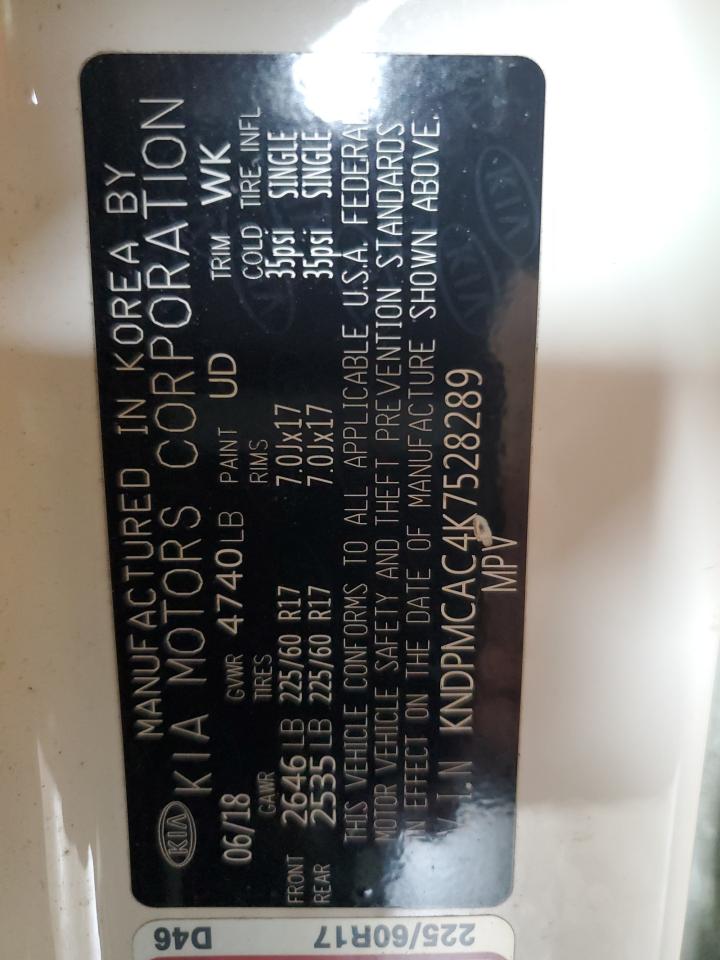 KIA
MANUFACTURED IN KOREA BY
KIA MOTORS CORPORATION
06/18 GVWR 4740LB PAINT UD TRIM WK
GAWR TIRES RIMS COLD TIRE INFL
FRONT 2646LB 225/60 R17 7.0Jx17 35psi SINGLE
REAR 2535LB 225/60 R17 7.0Jx17 35psi SINGLE
THIS VEHICLE CONFORMS TO ALL APPLICABLE U.S.A. FEDERAL
MOTOR VEHICLE SAFETY AND THEFT PREVENTION STANDARDS
IN EFFECT ON THE DATE OF MANUFACTURE SHOWN ABOVE.
V.I.N KNDPMCAC4K7528289
MPV
225/60R17
D46